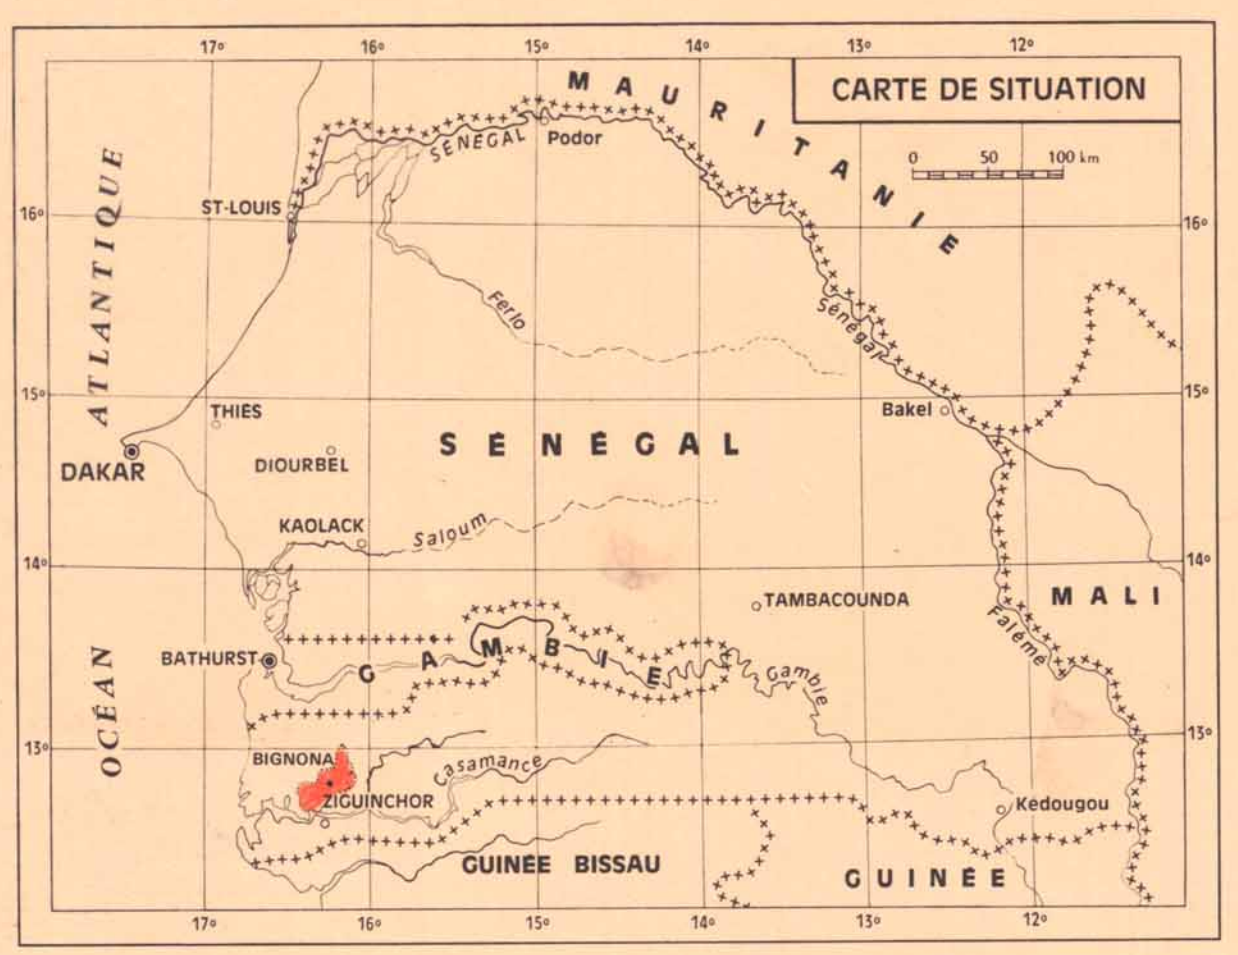 17° 16° 15° 14° 13° 12°
CARTE DE SITUATION
0 50 100 km
MAURITANIE
SÉNÉGAL
Podor
ST-LOUIS
16° 16°
OCÉAN ATLANTIQUE
Ferlo
Sénégal
15° 15°
THIÈS
Bakel
DAKAR
DIOURBEL
SÉNÉGAL
KAOLACK
Saloum
14° 14°
TAMBACOUNDA
MALI
Falémé
BATHURST
GAMBIE
Gambie
13° 13°
BIGNONA
Casamance
ZIGUINCHOR
Kédougou
GUINÉE BISSAU
GUINÉE
17° 16° 15° 14° 13° 12°